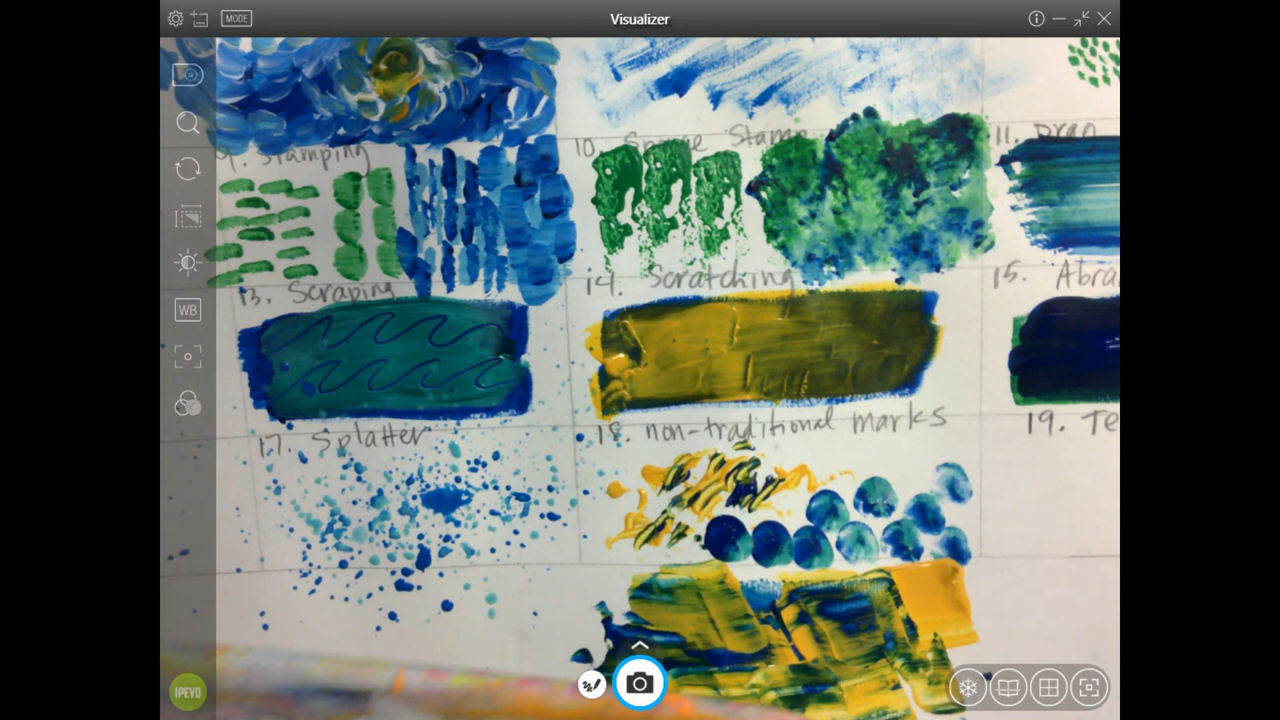 MODE
Visualizer
WB
9. Stamping
10. Sponge Stamp
11. Drag
13. Scraping
14. Scratching
15. Abra
17. Splatter
18. non-traditional marks
19. Te
IPEVO